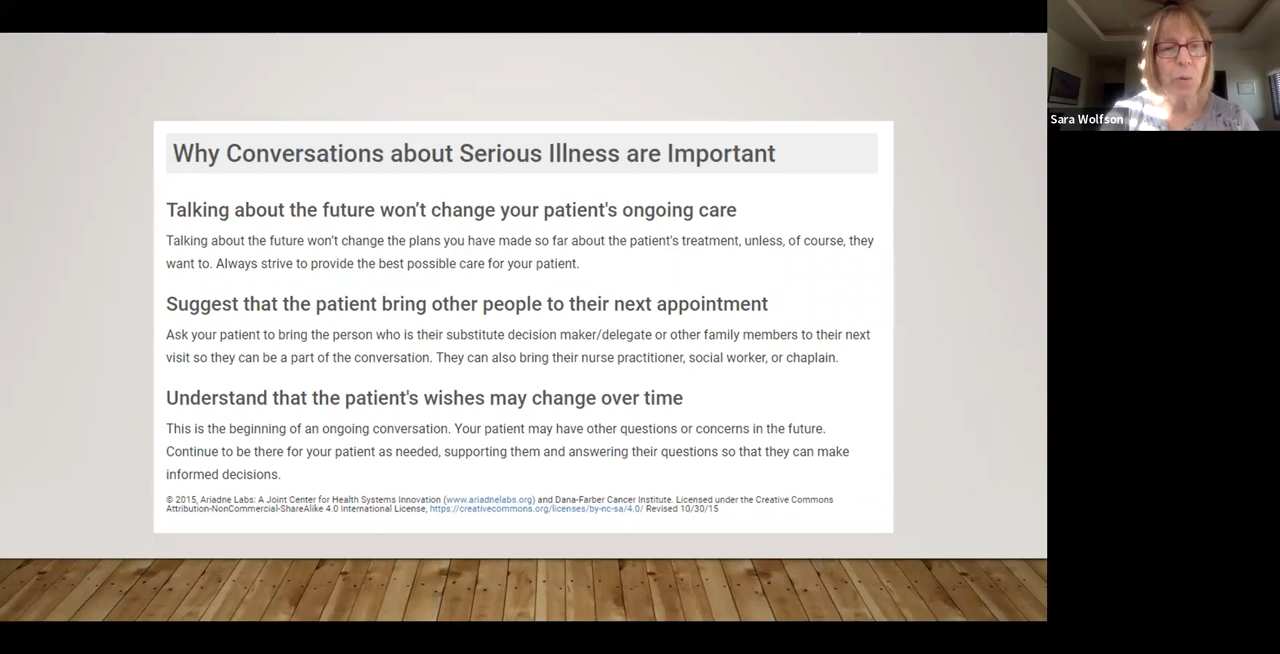 Why Conversations about Serious Illness are Important
Talking about the future won’t change your patient's ongoing care
Talking about the future won’t change the plans you have made so far about the patient's treatment, unless, of course, they
want to. Always strive to provide the best possible care for your patient.
Suggest that the patient bring other people to their next appointment
Ask your patient to bring the person who is their substitute decision maker/delegate or other family members to their next
visit so they can be a part of the conversation. They can also bring their nurse practitioner, social worker, or chaplain.
Understand that the patient's wishes may change over time
This is the beginning of an ongoing conversation. Your patient may have other questions or concerns in the future.
Continue to be there for your patient as needed, supporting them and answering their questions so that they can make
informed decisions.
© 2015, Ariadne Labs: A Joint Center for Health Systems Innovation (www.ariadnelabs.org) and Dana-Farber Cancer Institute. Licensed under the Creative Commons
Attribution-NonCommercial-ShareAlike 4.0 International License, https://creativecommons.org/licenses/by-nc-sa/4.0/ Revised 10/30/15
Sara Wolfson